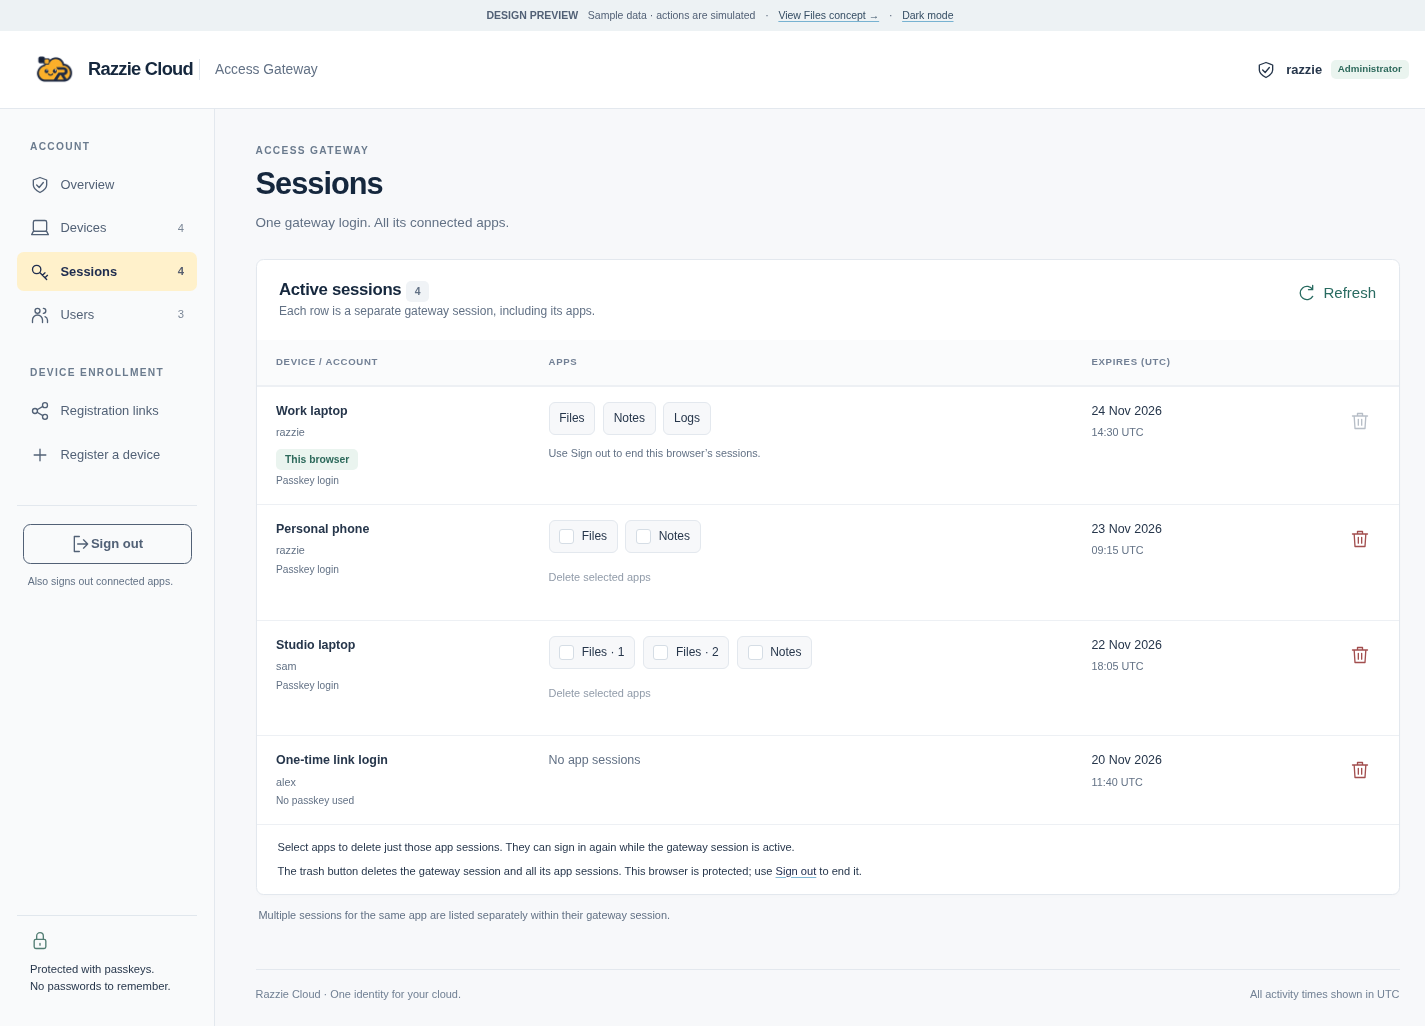 DESIGN PREVIEW Sample data · actions are simulated · View Files concept → · Dark mode
Razzie Cloud Access Gateway
razzie Administrator
ACCOUNT
Overview
Devices 4
Sessions 4
Users 3
DEVICE ENROLLMENT
Registration links
Register a device
Sign out
Also signs out connected apps.
Protected with passkeys.
No passwords to remember.
ACCESS GATEWAY
Sessions
One gateway login. All its connected apps.
Active sessions 4
Each row is a separate gateway session, including its apps.
Refresh
DEVICE / ACCOUNT APPS EXPIRES (UTC)
Work laptop
razzie
This browser
Passkey login
Files Notes Logs
Use Sign out to end this browser’s sessions.
24 Nov 2026
14:30 UTC
Personal phone
razzie
Passkey login
Files Notes
Delete selected apps
23 Nov 2026
09:15 UTC
Studio laptop
sam
Passkey login
Files · 1 Files · 2 Notes
Delete selected apps
22 Nov 2026
18:05 UTC
One-time link login
alex
No passkey used
No app sessions
20 Nov 2026
11:40 UTC
Select apps to delete just those app sessions. They can sign in again while the gateway session is active.
The trash button deletes the gateway session and all its app sessions. This browser is protected; use Sign out to end it.
Multiple sessions for the same app are listed separately within their gateway session.
Razzie Cloud · One identity for your cloud.
All activity times shown in UTC